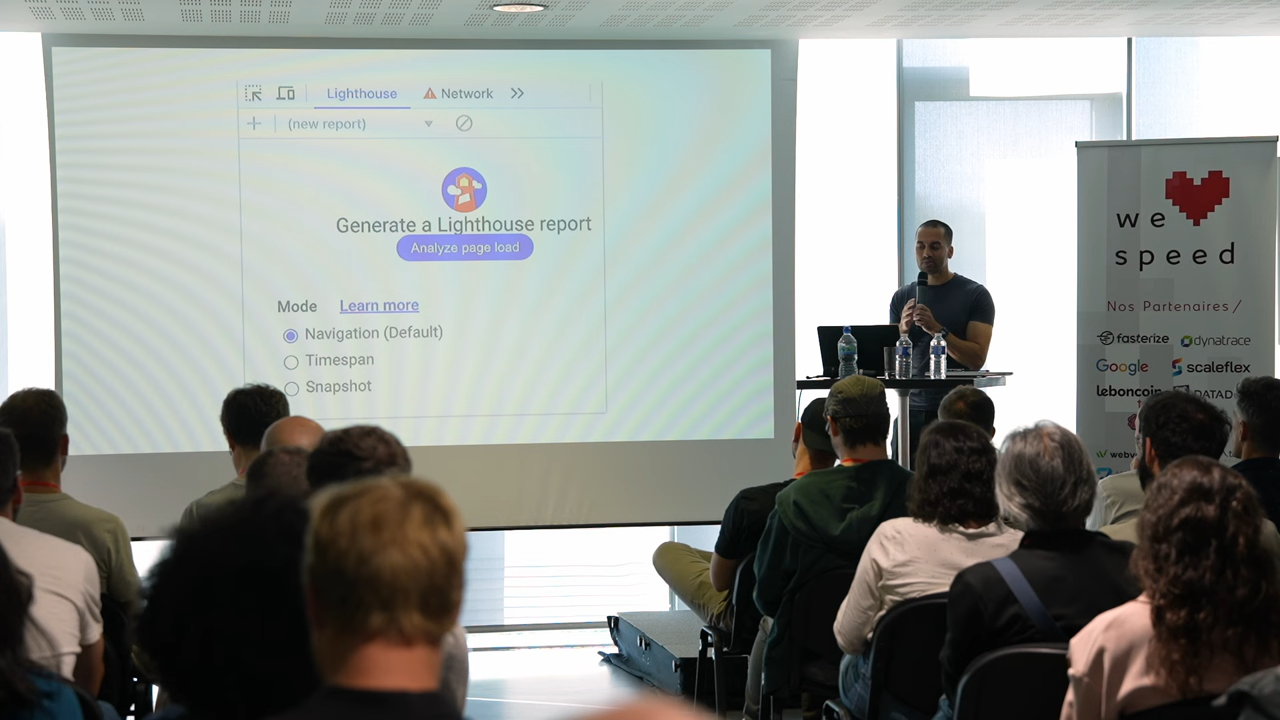 Lighthouse Network
(new report)
Generate a Lighthouse report
Analyze page load
Mode Learn more
Navigation (Default)
Timespan
Snapshot
we
speed
Nos Partenaires/
fasterize dynatrace
Google scaleflex
leboncoin